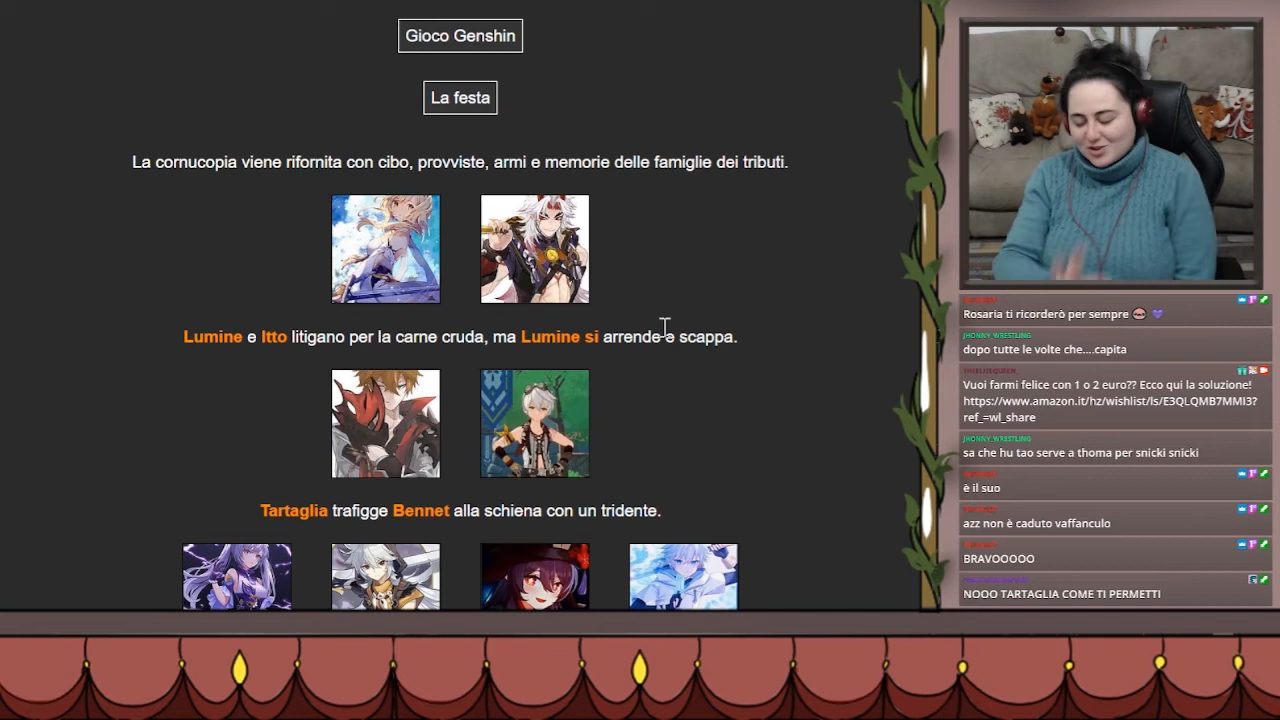 Gioco Genshin
La festa
La cornucopia viene rifornita con cibo, provviste, armi e memorie delle famiglie dei tributi.
Lumine e Itto litigano per la carne cruda, ma Lumine si arrende e scappa.
Tartaglia trafigge Bennet alla schiena con un tridente.
Rosaria ti ricorderò per sempre
JHONNY_WRESTLING
dopo tutte le volte che....capita
Vuoi farmi felice con 1 o 2 euro?? Ecco qui la soluzione!
https://www.amazon.it/hz/wishlist/ls/E3QLQMB7MMI3?
ref_=wl_share
JHONNY_WRESTLING
sa che hu tao serve a thoma per snicki snicki
è il suo
azz non è caduto vaffanculo
BRAVOOOOO
NOOO TARTAGLIA COME TI PERMETTI